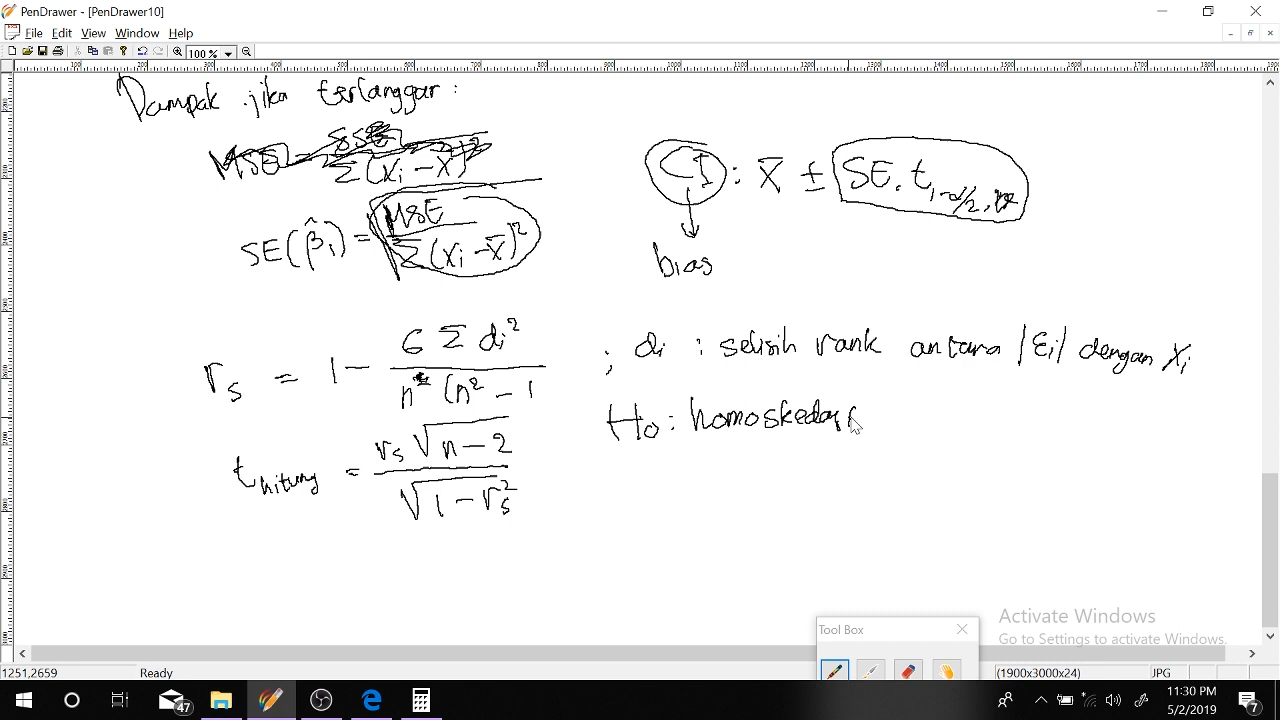 PenDrawer - [PenDrawer10]
File Edit View Window Help
100 %
Dampak jika terlanggar :
MSE = SSE / Σ(Xi - X̄)²
SE(β̂1) = √ MSE / Σ(Xi - X̄)²
CI : X̄ ± SE. t1-α/2, v
bias
rs = 1 - 6 Σ di² / n (n² - 1
; di : selisih rank antara |εi| dengan Xi
thitung = rs √n - 2 / √1 - rs²
Ho : homoskedas
Tool Box
Activate Windows
Go to Settings to activate Windows.
1251,2659
Ready
(1900x3000x24)
JPG
47
11:30 PM
5/2/2019
7